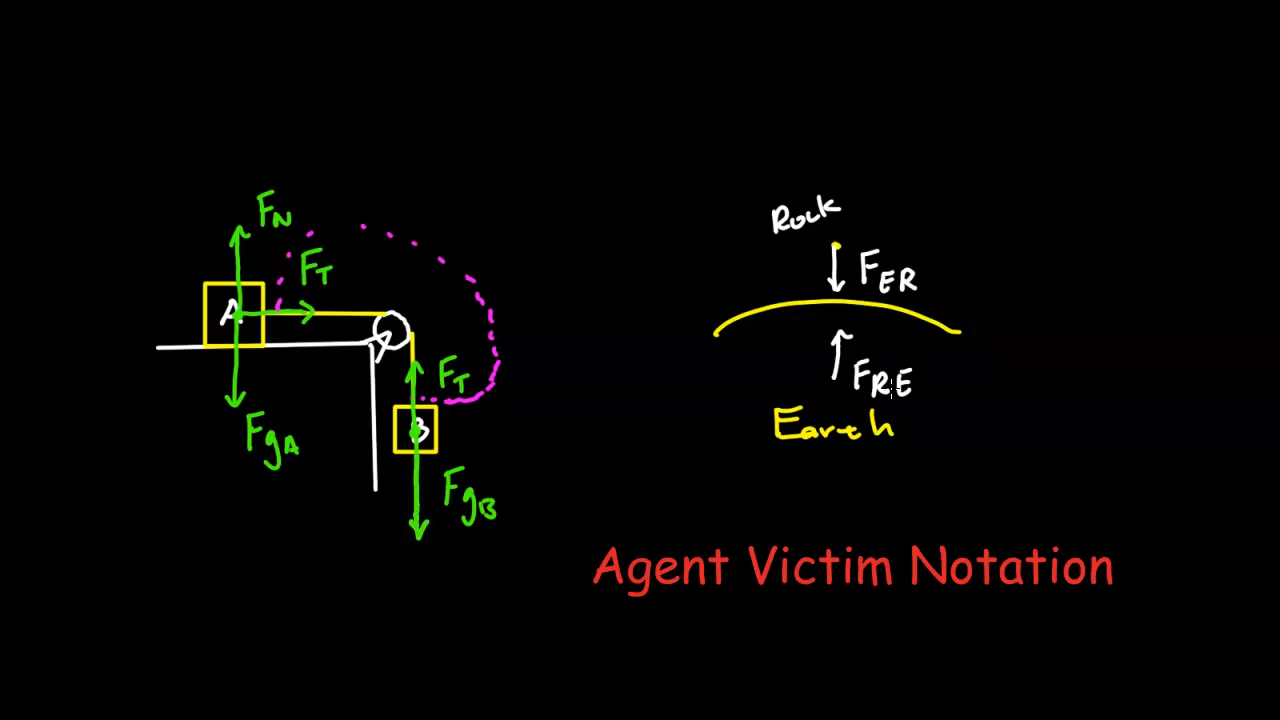 F_N
F_T
A
F_gA
F_T
B
F_gB
Rock
F_ER
F_RE
Earth
Agent Victim Notation